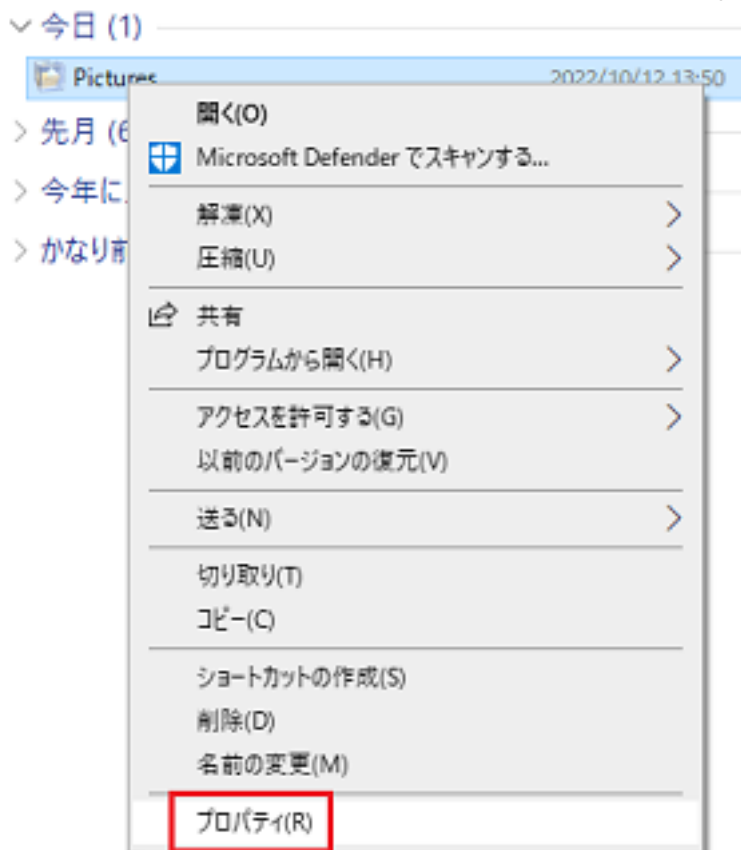 今日 (1)
Pictures 2022/10/12 13:50
開く(O)
先月 (6
Microsoft Defender でスキャンする...
今年に
解凍(X)
かなり前
圧縮(U)
共有
プログラムから開く(H)
アクセスを許可する(G)
以前のバージョンの復元(V)
送る(N)
切り取り(T)
コピー(C)
ショートカットの作成(S)
削除(D)
名前の変更(M)
プロパティ(R)